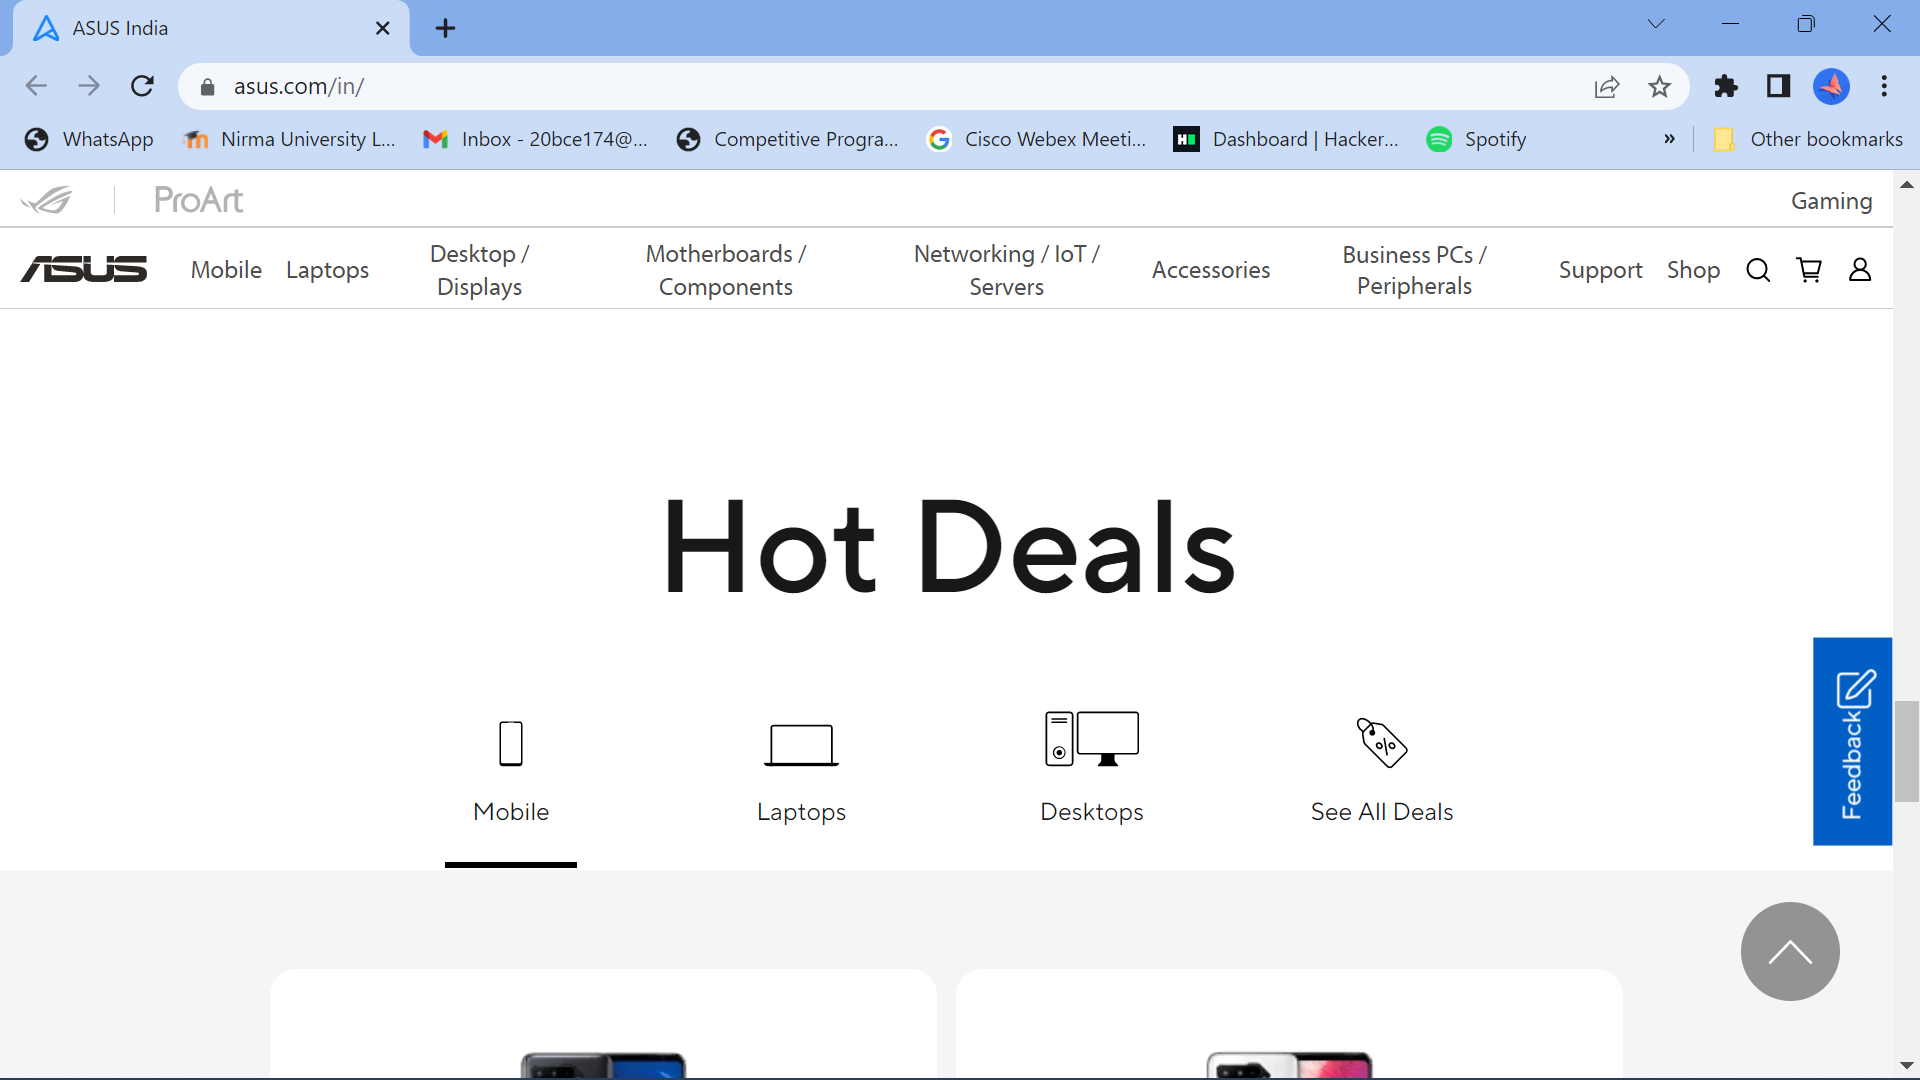 ASUS India
asus.com/in/
WhatsApp
Nirma University L...
Inbox - 20bce174@...
Competitive Progra...
Cisco Webex Meeti...
Dashboard | Hacker...
Spotify
»
Other bookmarks
ProArt
Gaming
ASUS
Mobile
Laptops
Desktop /
Displays
Motherboards /
Components
Networking / IoT /
Servers
Accessories
Business PCs /
Peripherals
Support
Shop
Hot Deals
Mobile
Laptops
Desktops
See All Deals
Feedback